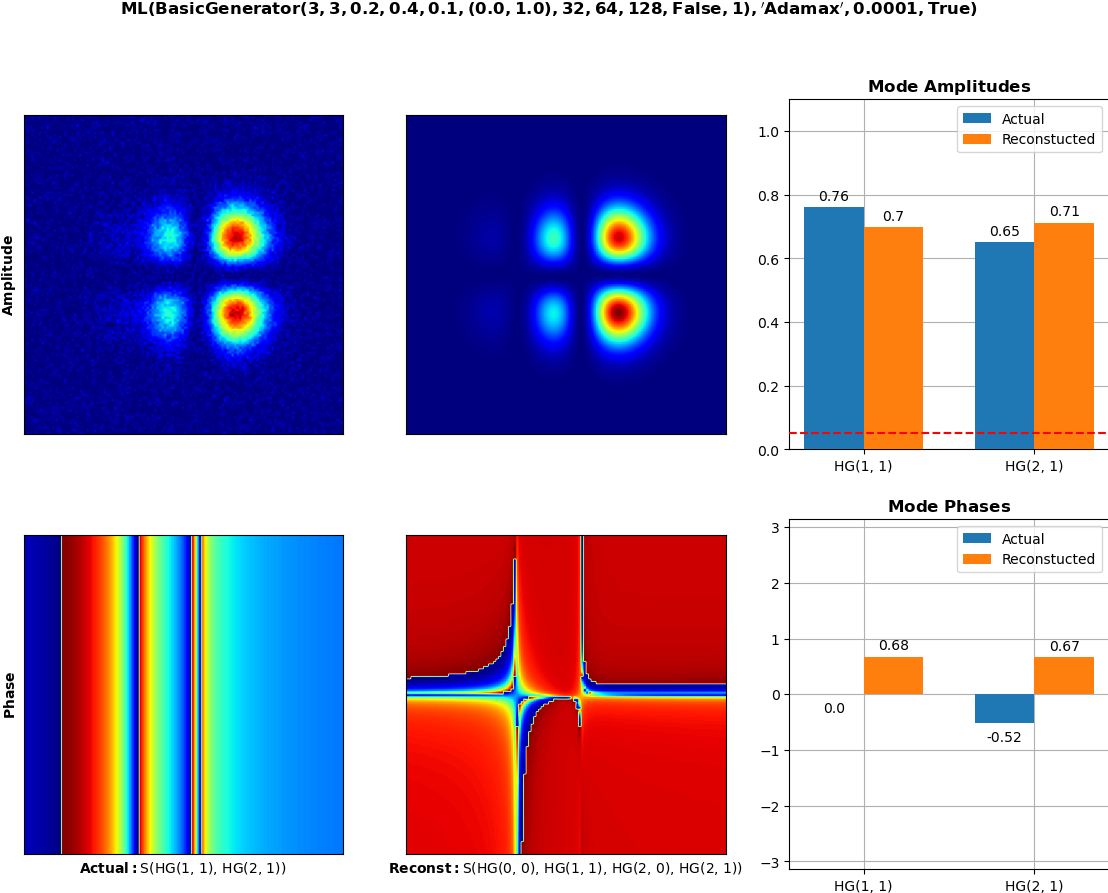 ML(BasicGenerator(3, 3, 0.2, 0.4, 0.1, (0.0, 1.0), 32, 64, 128, False, 1), ′Adamax′, 0.0001, True)
Amplitude
Mode Amplitudes
Actual
Reconstucted
1.0
0.8
0.6
0.4
0.2
0.0
0.76
0.7
0.65
0.71
HG(1, 1)
HG(2, 1)
Phase
Actual: S(HG(1, 1), HG(2, 1))
Reconst: S(HG(0, 0), HG(1, 1), HG(2, 0), HG(2, 1))
Mode Phases
Actual
Reconstucted
3
2
1
0
−1
−2
−3
0.0
0.68
-0.52
0.67
HG(1, 1)
HG(2, 1)